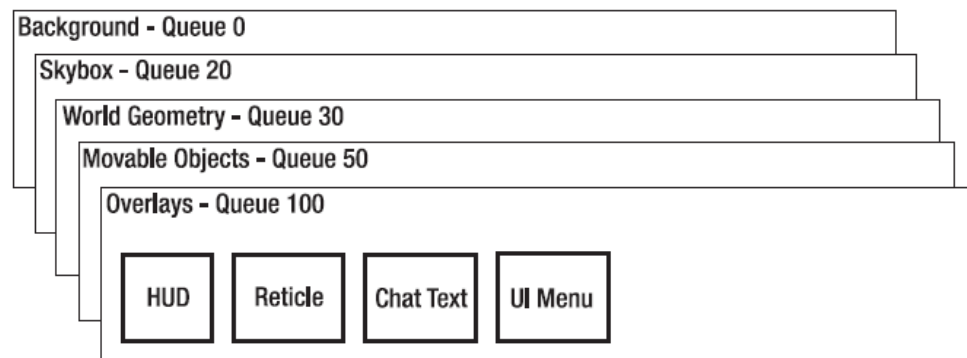 Background - Queue 0
Skybox - Queue 20
World Geometry - Queue 30
Movable Objects - Queue 50
Overlays - Queue 100
HUD
Reticle
Chat Text
UI Menu